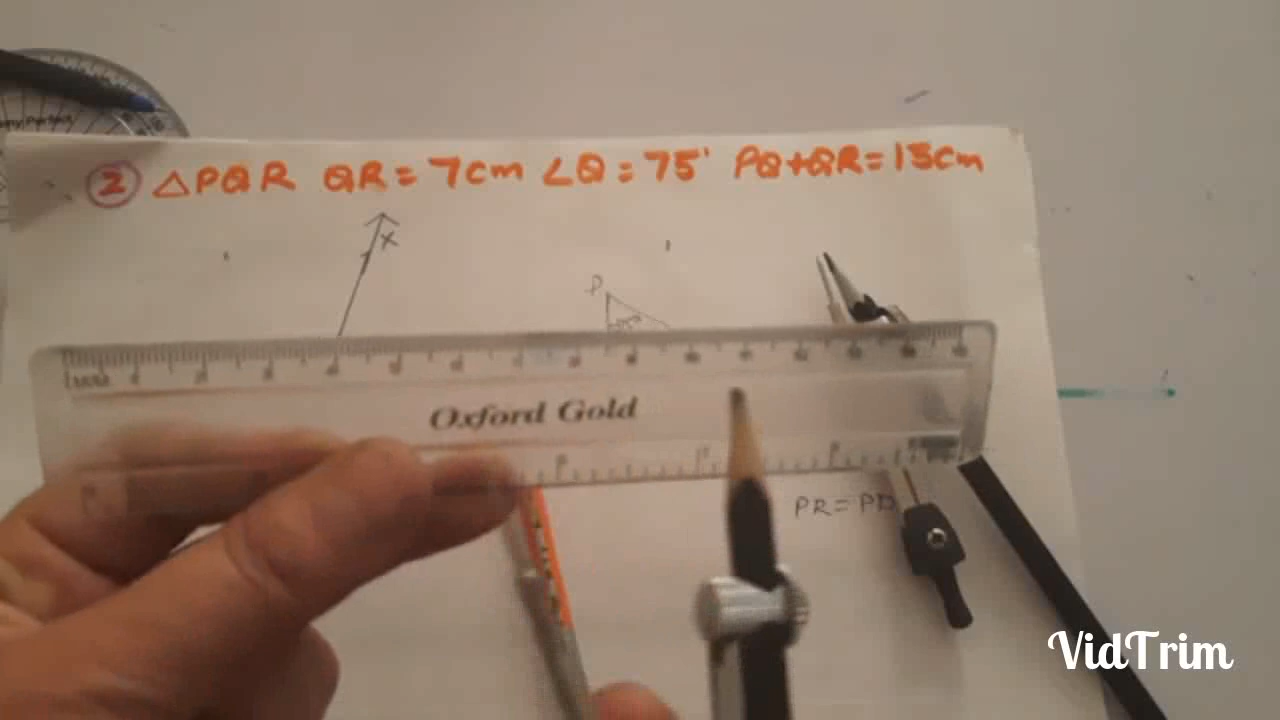 ② △PQR QR = 7cm ∠Q = 75° PQ+QR = 13cm
X
P
Oxford Gold
PR = PD
VidTrim